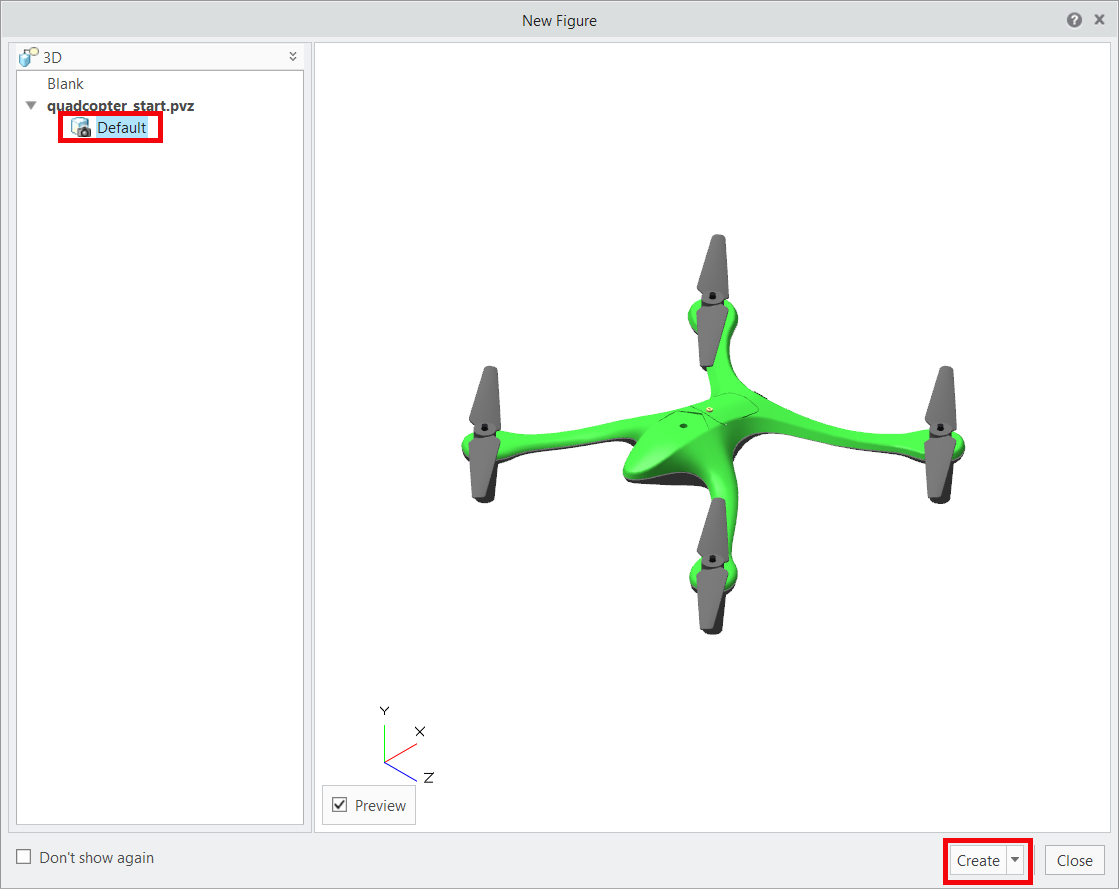 New Figure
?
3D
Blank
quadcopter_start.pvz
Default
Y
X
Z
Preview
Don't show again
Create
Close